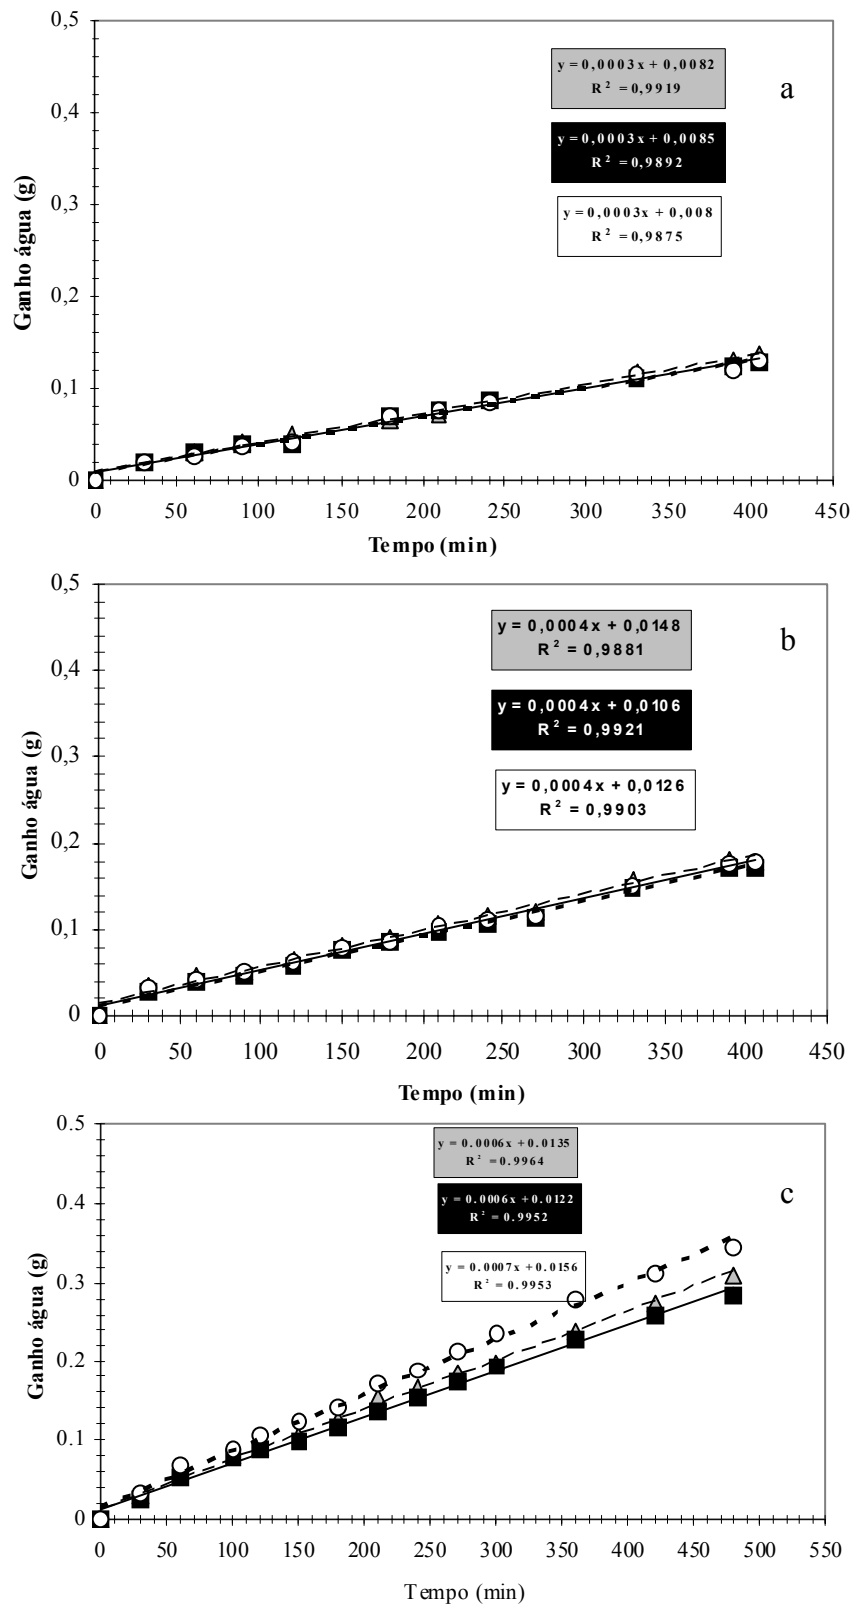 0,5
y = 0,0003x + 0,0082
R² = 0,9919
a
0,4
y = 0,0003x + 0,0085
R² = 0,9892
0,3
y = 0,0003x + 0,008
R² = 0,9875
Ganho água (g)
0,2
0,1
0
0 50 100 150 200 250 300 350 400 450
Tempo (min)
0,5
y = 0,0004x + 0,0148
R² = 0,9881
b
0,4
y = 0,0004x + 0,0106
R² = 0,9921
0,3
y = 0,0004x + 0,0126
R² = 0,9903
Ganho água (g)
0,2
0,1
0
0 50 100 150 200 250 300 350 400 450
Tempo (min)
0.5
y = 0.0006x + 0.0135
R² = 0.9964
c
0.4
y = 0.0006x + 0.0122
R² = 0.9952
0.3
y = 0.0007x + 0.0156
R² = 0.9953
Ganho água (g)
0.2
0.1
0
0 50 100 150 200 250 300 350 400 450 500 550
Tempo (min)